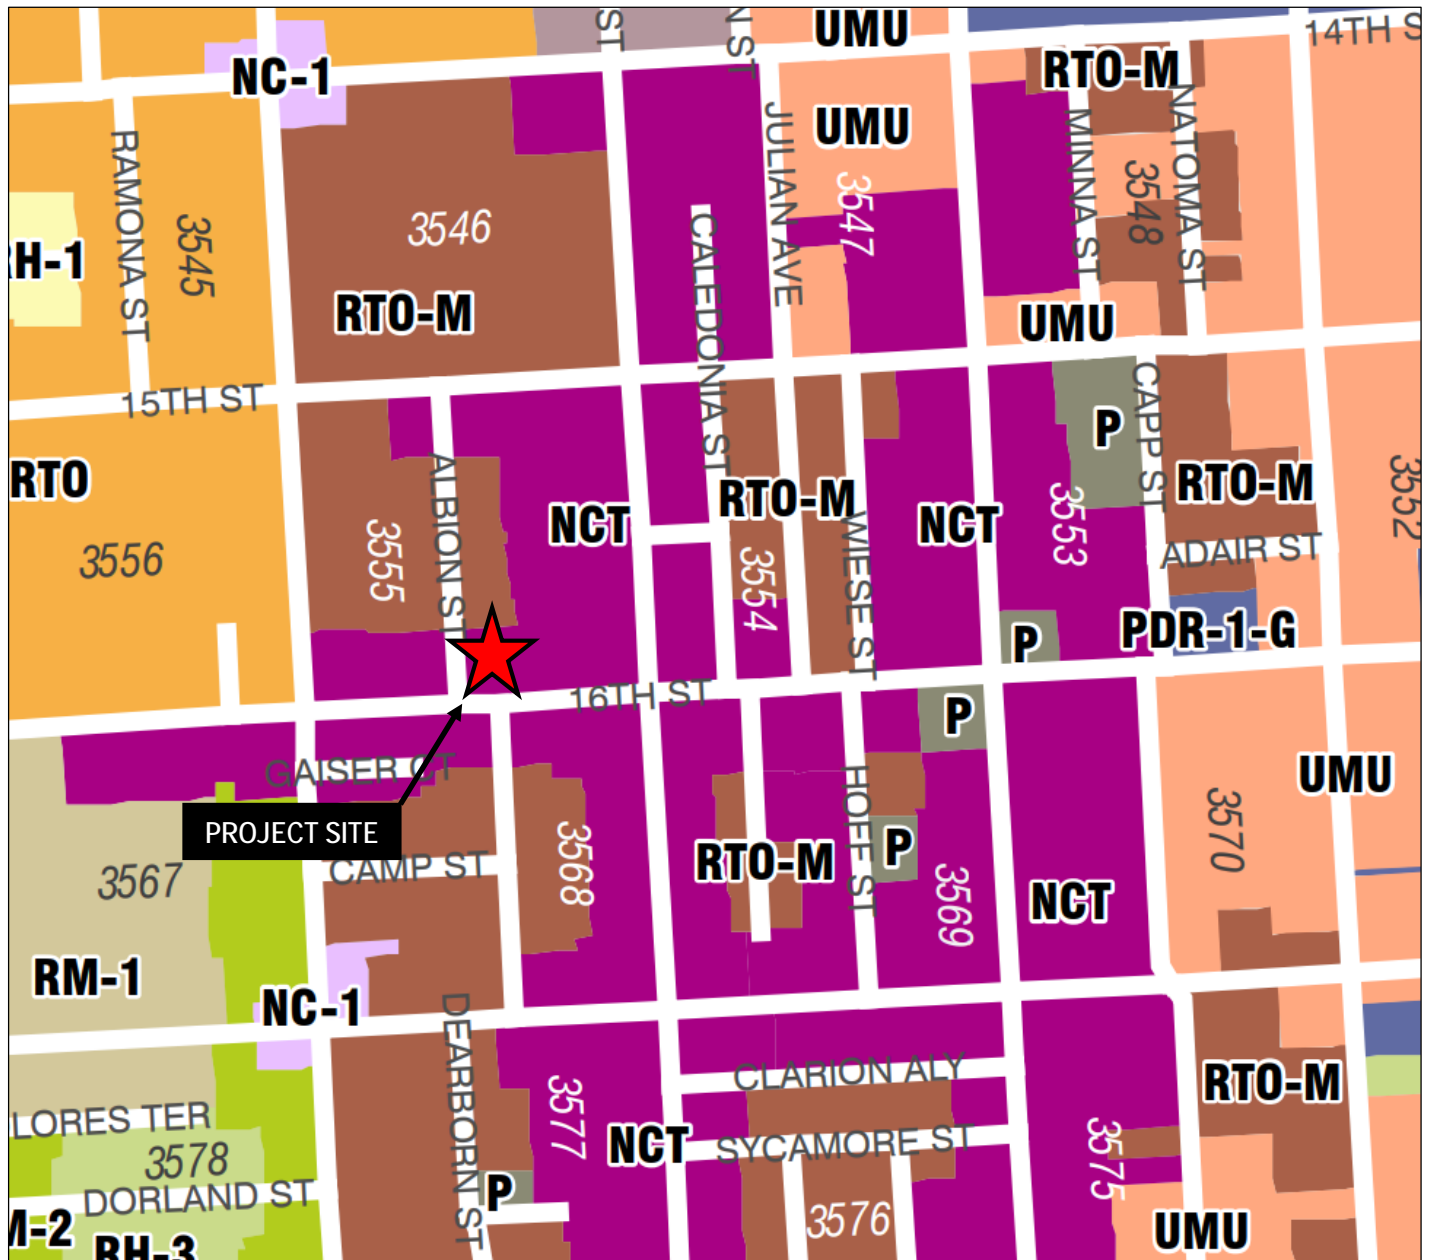 ST
N ST
UMU
14TH S
NC-1
RTO-M
RAMONA ST
JULIAN AVE
UMU
MINNA ST
NATOMA ST
3545
3546
3547
3548
RH-1
CALEDONIA ST
RTO-M
UMU
15TH ST
CAPP ST
P
RTO
ALBION ST
RTO-M
RTO-M
3552
NCT
NCT
3553
WIESE ST
3556
3555
3554
ADAIR ST
P
PDR-1-G
16TH ST
P
GAISER CT
HOFF ST
UMU
PROJECT SITE
3570
3567
CAMP ST
3568
RTO-M
P
3569
NCT
RM-1
NC-1
DEARBORN ST
CLARION ALY
RTO-M
LORES TER
3577
NCT
SYCAMORE ST
3575
3578
DORLAND ST
P
M-2
RH-3
3576
UMU